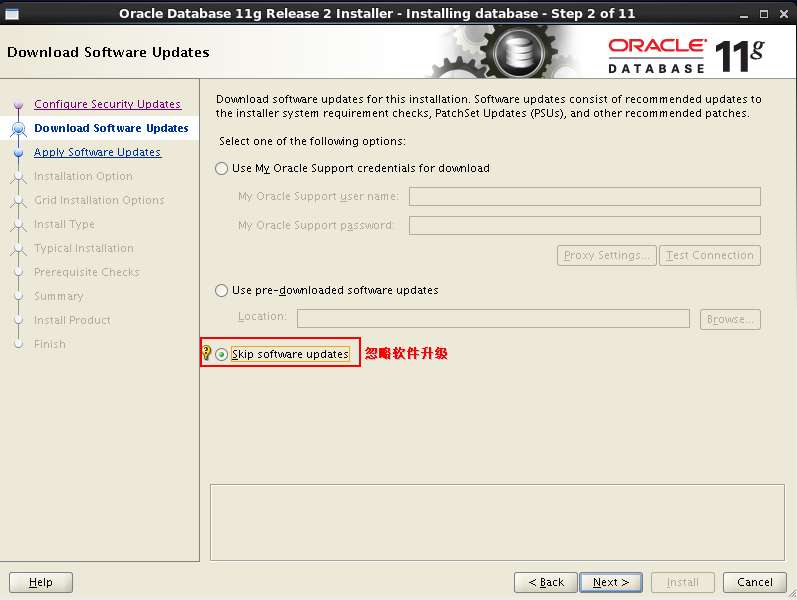 Oracle Database 11g Release 2 Installer - Installing database - Step 2 of 11
Download Software Updates
ORACLE
DATABASE
11g
Configure Security Updates
Download Software Updates
Apply Software Updates
Installation Option
Grid Installation Options
Install Type
Typical Installation
Prerequisite Checks
Summary
Install Product
Finish
Download software updates for this installation. Software updates consist of recommended updates to
the installer system requirement checks, PatchSet Updates (PSUs), and other recommended patches.
Select one of the following options:
Use My Oracle Support credentials for download
My Oracle Support user name:
My Oracle Support password:
Proxy Settings... Test Connection
Use pre-downloaded software updates
Location: Browse...
Skip software updates 忽略软件升级
Help < Back Next > Install Cancel